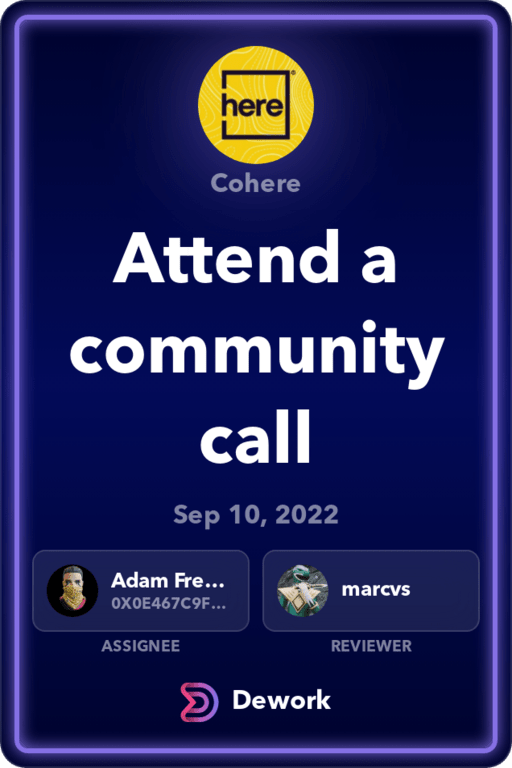 here
Cohere
Attend a
community
call
Sep 10, 2022
Adam Fre...
0X0E467C9F...
marcvs
ASSIGNEE
REVIEWER
Dework